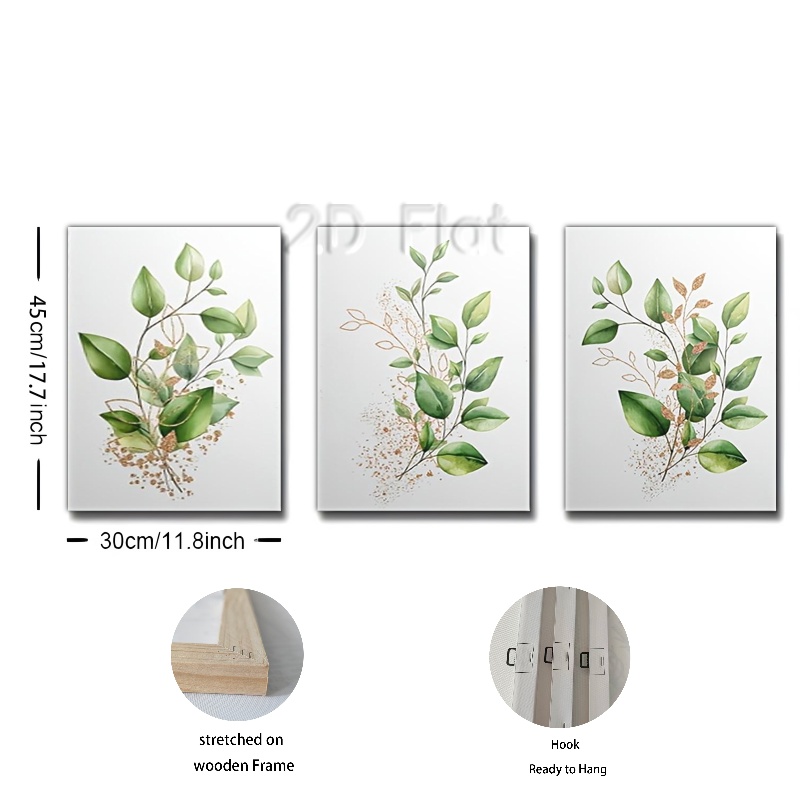 2D Flat
45cm/17.7inch
30cm/11.8inch
stretched on
wooden Frame
Hook
Ready to Hang